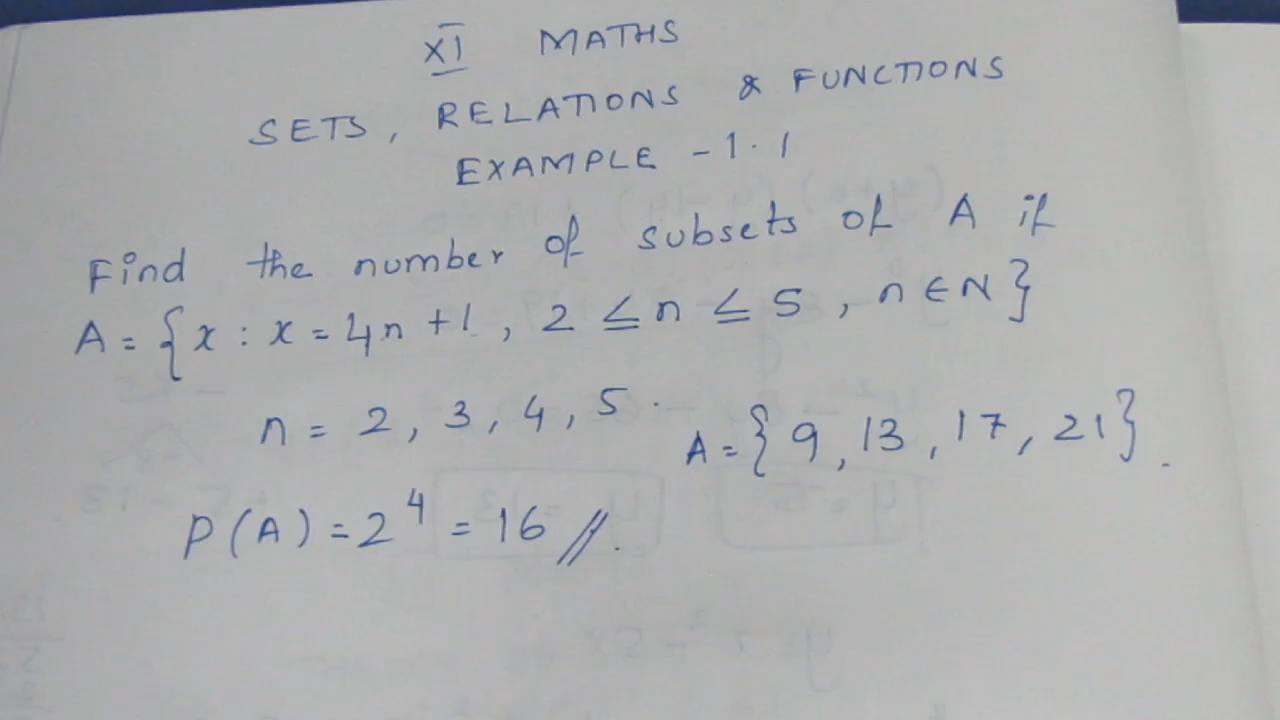 XI MATHS
SETS, RELATIONS & FUNCTIONS
EXAMPLE - 1.1
Find the number of subsets of A if
A = {x : x = 4n + 1, 2 ≤ n ≤ 5, n ∈ N}
n = 2, 3, 4, 5. A = {9, 13, 17, 21}.
P(A) = 2⁴ = 16 //.